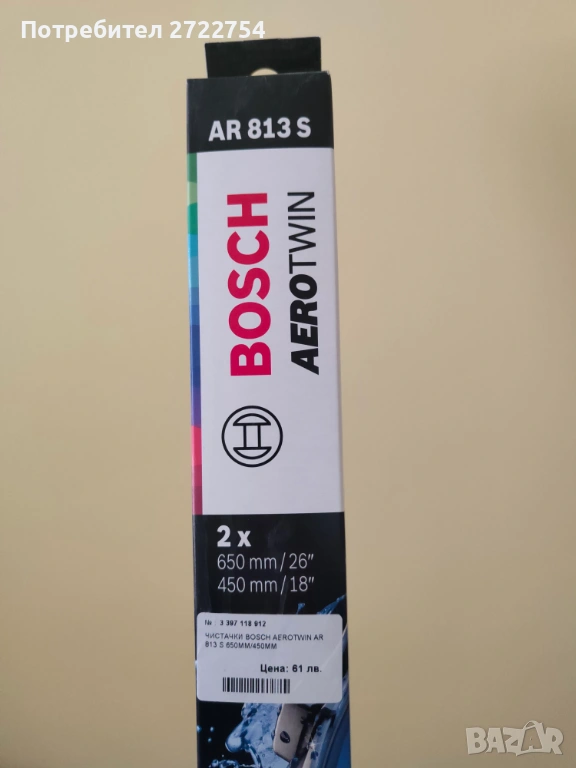 Потребител 2722754
AR 813 S
BOSCH
AEROTWIN
2 x
650 mm / 26"
450 mm / 18"
№ : 3 397 118 912
ЧИСТАЧКИ BOSCH AEROTWIN AR
813 S 650MM/450MM
Цена: 61 лв.
BAZAR